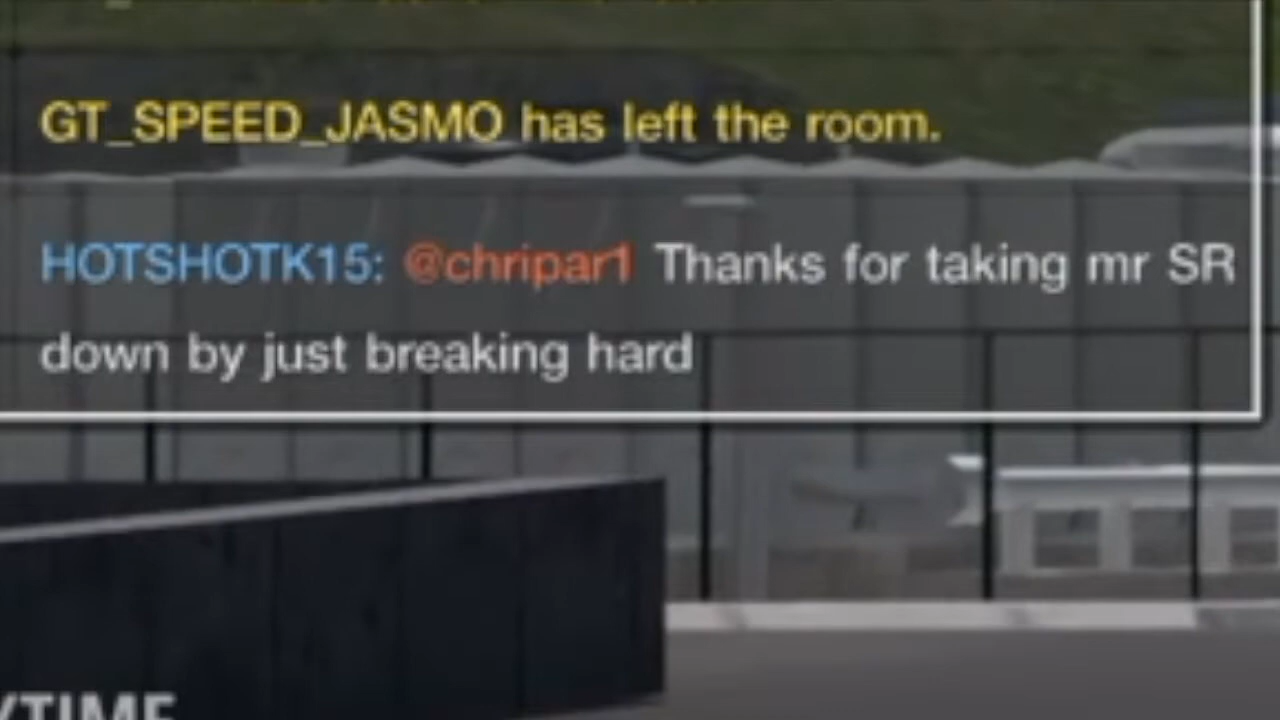 GT_SPEED_JASMO has left the room.
HOTSHOTK15: @chripar1 Thanks for taking mr SR
down by just breaking hard